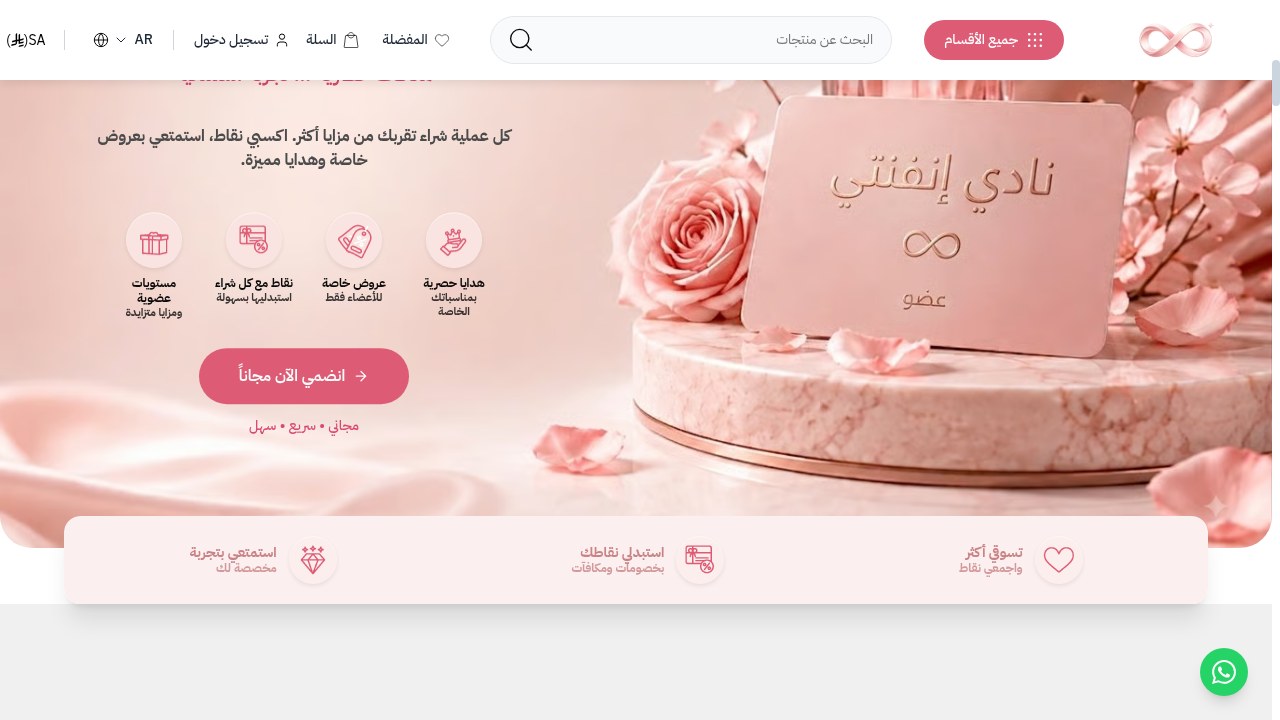 جميع الأقسام
البحث عن منتجات
المفضلة
السلة
تسجيل دخول
AR
SA
كل عملية شراء تقربك من مزايا أكثر. اكسبي نقاط، استمتعي بعروض
خاصة وهدايا مميزة.
نادي إنفنتي
عضو
هدايا حصرية
بمناسباتك
الخاصة
عروض خاصة
للأعضاء فقط
نقاط مع كل شراء
استبدليها بسهولة
مستويات
عضوية
ومزايا متزايدة
انضمي الآن مجاناً
مجاني • سريع • سهل
تسوقي أكثر
واجمعي نقاط
استبدلي نقاطك
بخصومات ومكافآت
استمتعي بتجربة
مخصصة لك